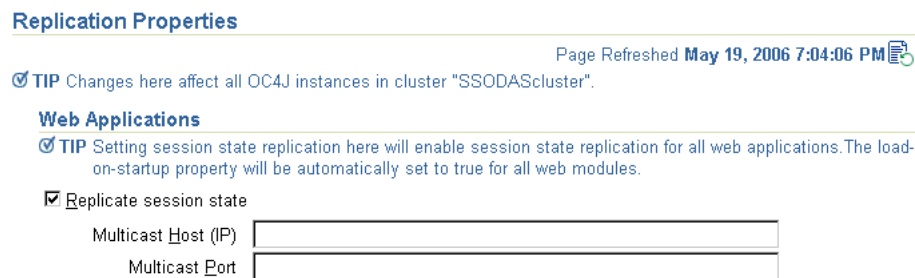 Replication Properties
Page Refreshed May 19, 2006 7:04:06 PM
TIP Changes here affect all OC4J instances in cluster "SSODAScluster".
Web Applications
TIP Setting session state replication here will enable session state replication for all web applications.The load-
on-startup property will be automatically set to true for all web modules.
Replicate session state
Multicast Host (IP)
Multicast Port